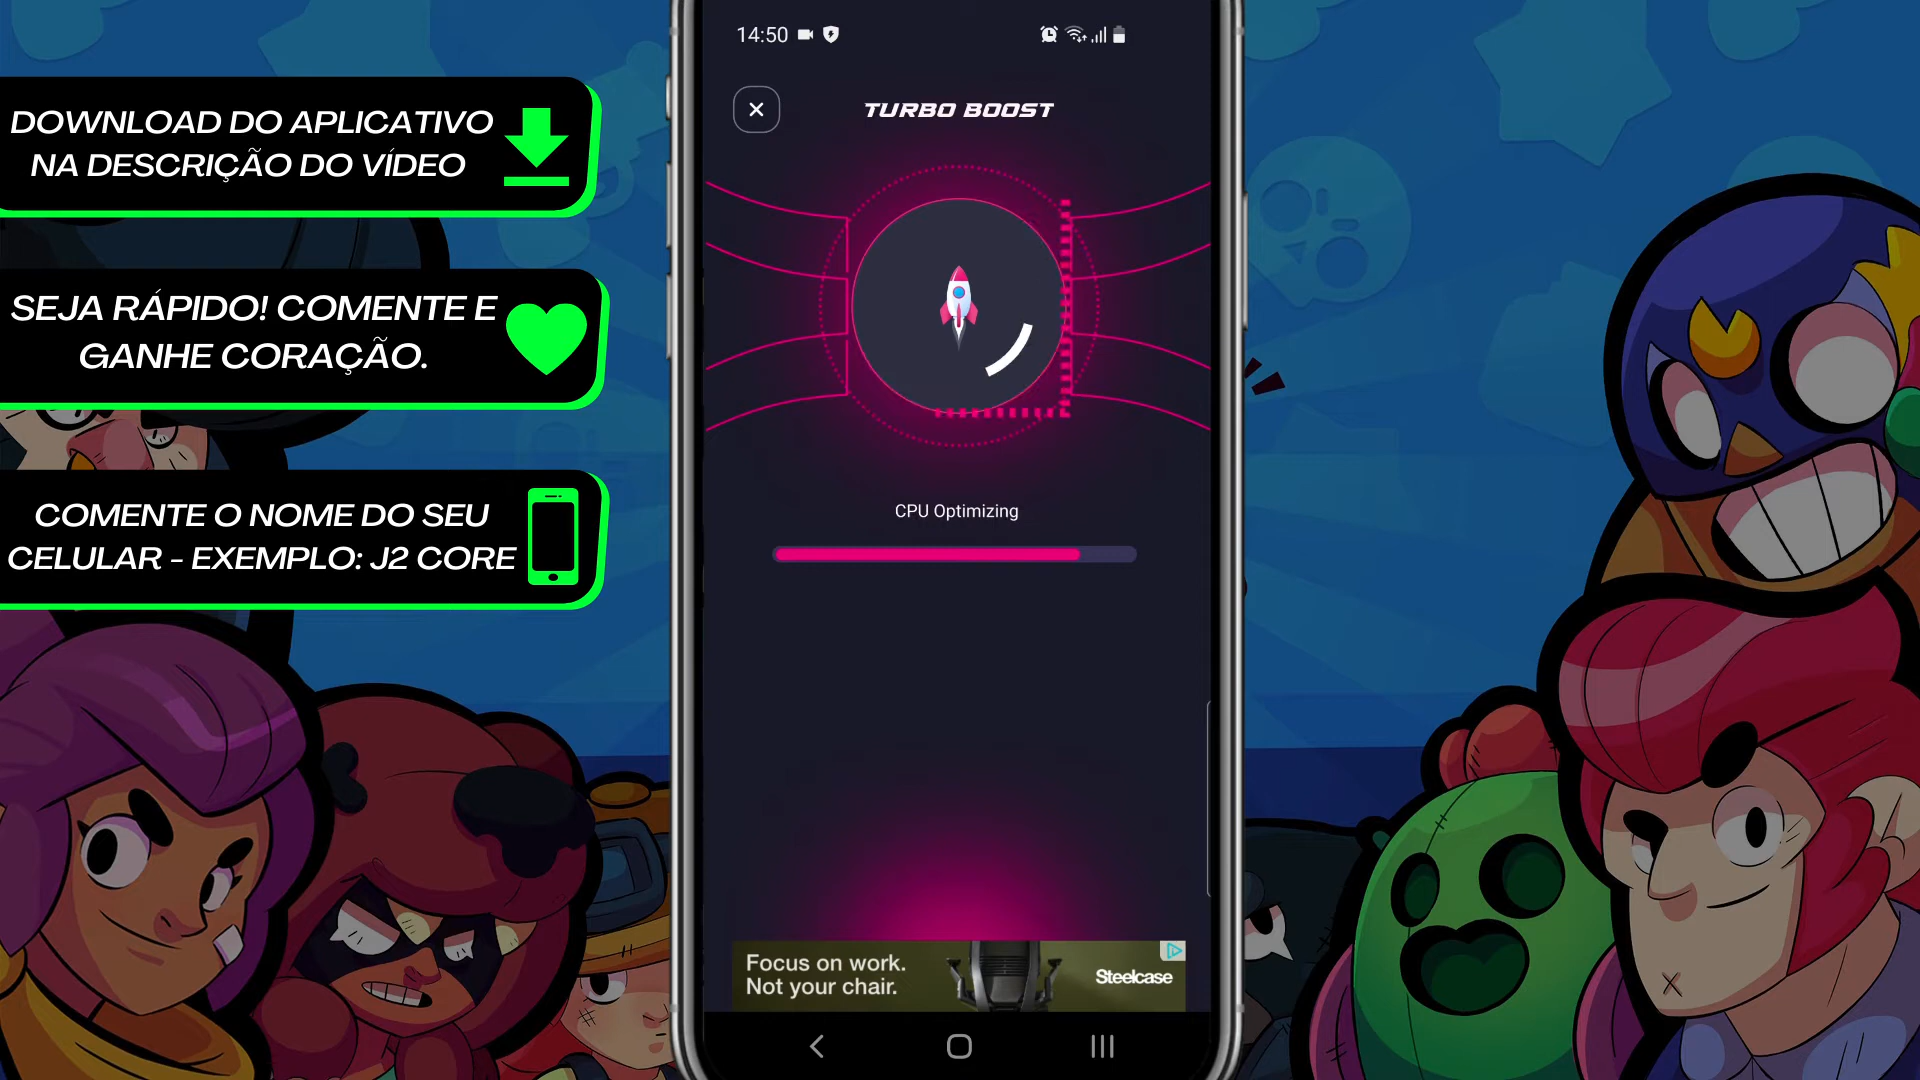 DOWNLOAD DO APLICATIVO
NA DESCRIÇÃO DO VÍDEO
SEJA RÁPIDO! COMENTE E
GANHE CORAÇÃO.
COMENTE O NOME DO SEU
CELULAR - EXEMPLO: J2 CORE
14:50
TURBO BOOST
CPU Optimizing
Focus on work.
Not your chair.
Steelcase